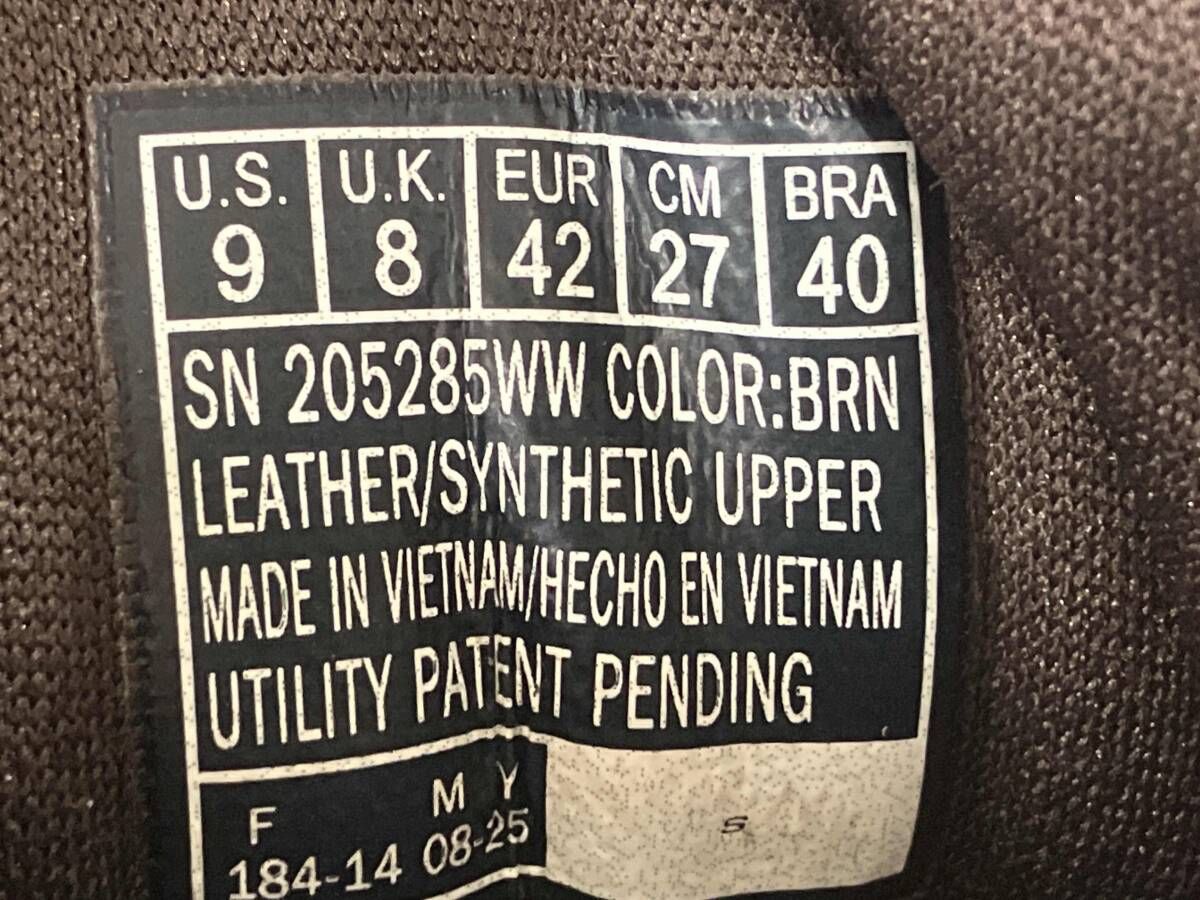 U.S. U.K. EUR CM BRA
9 8 42 27 40
SN 205285WW COLOR:BRN
LEATHER/SYNTHETIC UPPER
MADE IN VIETNAM/HECHO EN VIETNAM
UTILITY PATENT PENDING
F M Y
184-14 08-25
S